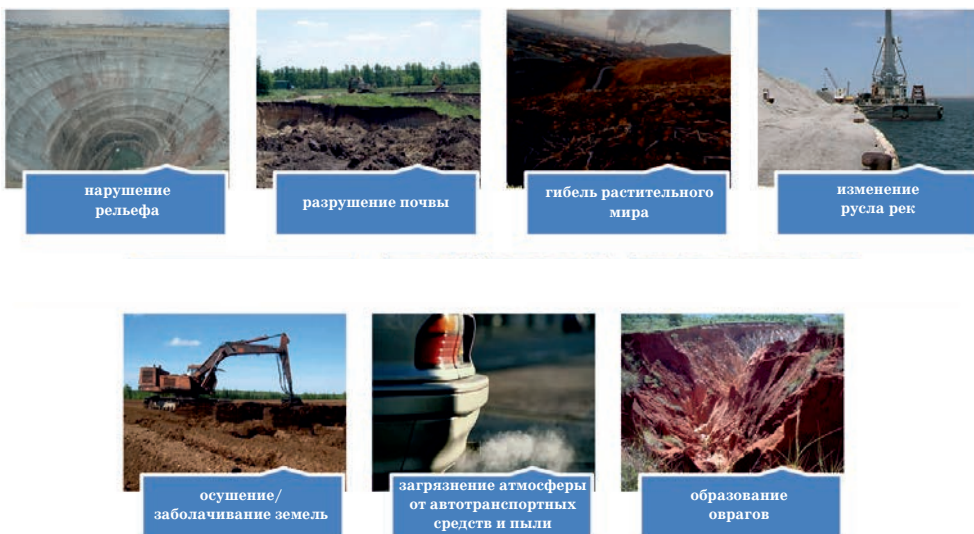 нарушение
рельефа
разрушение почвы
гибель растительного
мира
изменение
русла рек
осушение/
заболачивание земель
загрязнение атмосферы
от автотранспортных
средств и пыли
образование
оврагов